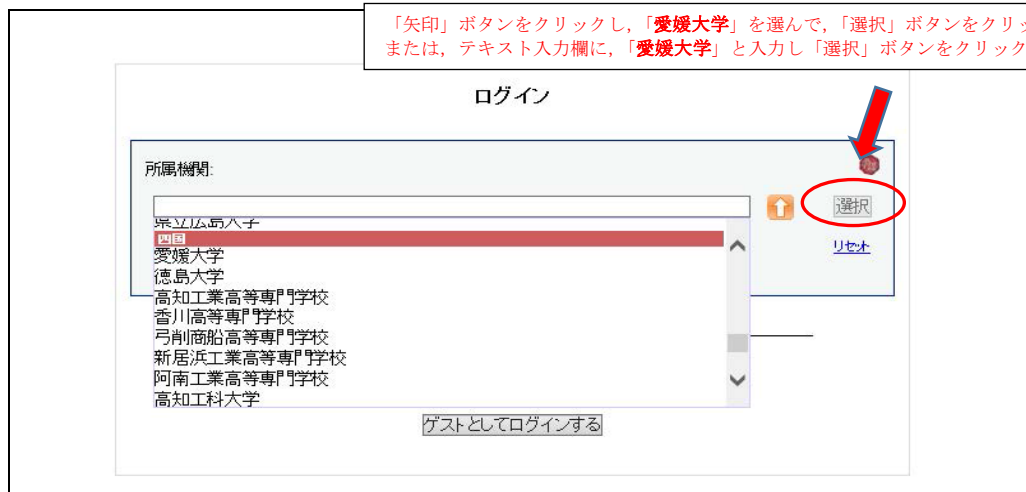 「矢印」ボタンをクリックし,「愛媛大学」を選んで,「選択」ボタンをクリッ
または,テキスト入力欄に,「愛媛大学」と入力し「選択」ボタンをクリック
ログイン
所属機関:
選択
県立広島大学
四国
リセット
愛媛大学
徳島大学
高知工業高等専門学校
香川高等専門学校
弓削商船高等専門学校
新居浜工業高等専門学校
阿南工業高等専門学校
高知工科大学
ゲストとしてログインする